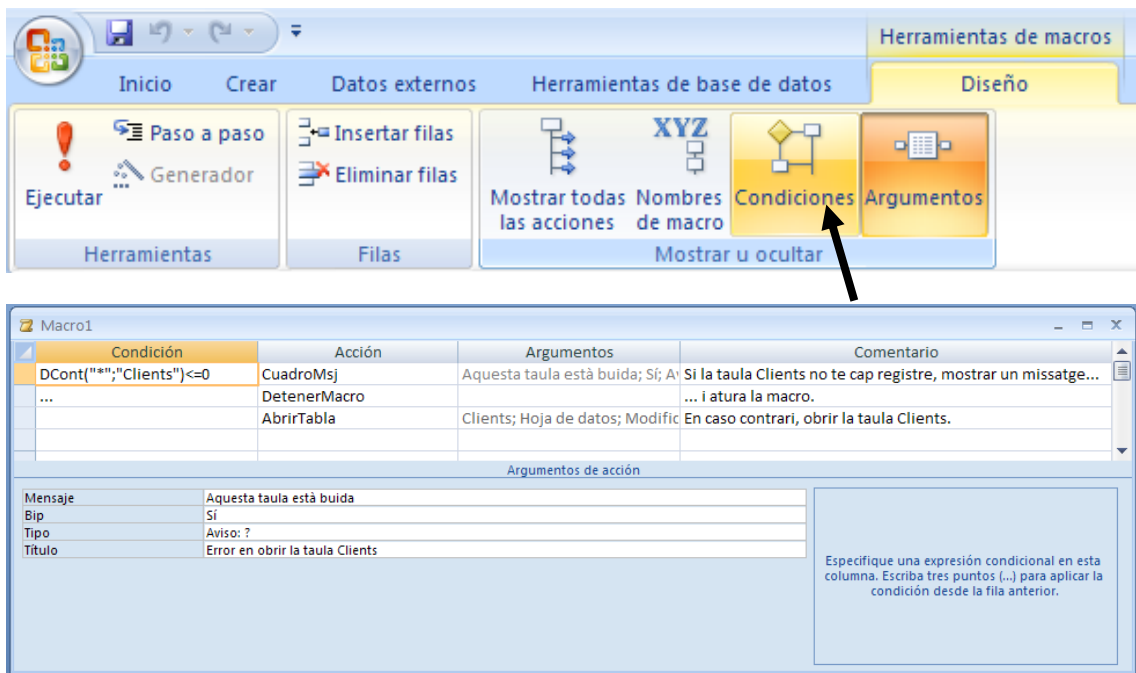 Herramientas de macros
Inicio Crear Datos externos Herramientas de base de datos Diseño
Ejecutar
Paso a paso
Generador
Herramientas
Insertar filas
Eliminar filas
Filas
Mostrar todas
las acciones
XYZ
Nombres
de macro
Condiciones
Argumentos
Mostrar u ocultar
Macro1
Condición Acción Argumentos Comentario
DCont("*";"Clients")<=0 CuadroMsj Aquesta taula està buida; Sí; Si la taula Clients no te cap registre, mostrar un missatge...
... DetenerMacro ... i atura la macro.
AbrirTabla Clients; Hoja de datos; Modific En caso contrari, obrir la taula Clients.
Argumentos de acción
Mensaje Aquesta taula està buida
Bip Sí
Tipo Aviso: ?
Título Error en obrir la taula Clients
Especifique una expresión condicional en esta
columna. Escriba tres puntos (...) para aplicar la
condición desde la fila anterior.